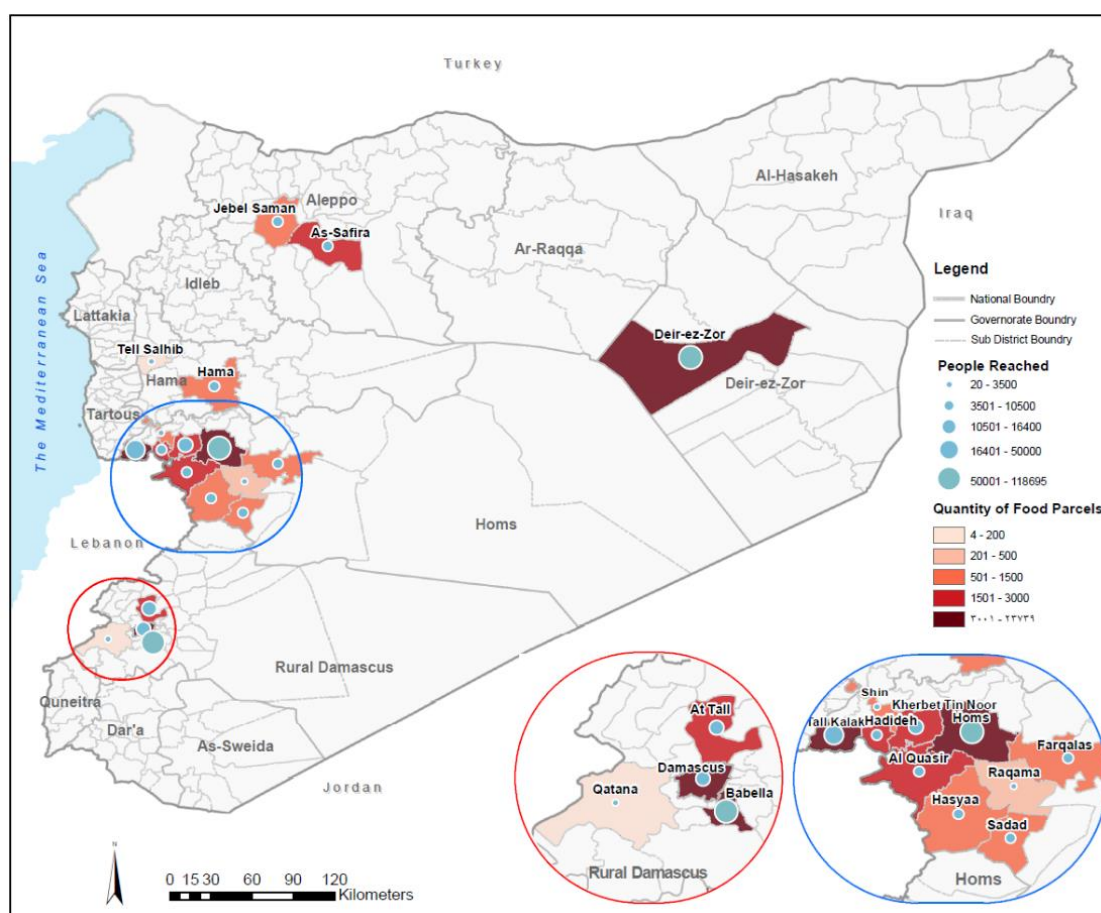 Turkey
Al-Hasakeh
Aleppo
Jebel Saman
As-Safira
Iraq
Ar-Raqqa
The Mediterranean Sea
Idleb
Lattakia
Deir-ez-Zor
Tell Salhib
Hama
Hama
Deir-ez-Zor
Tartous
Homs
Lebanon
Rural Damascus
Quneitra
Dar'a
As-Sweida
Jordan
Legend
National Boundry
Governorate Boundry
Sub District Boundry
People Reached
20 - 3500
3501 - 10500
10501 - 16400
16401 - 50000
50001 - 118695
Quantity of Food Parcels
4 - 200
201 - 500
501 - 1500
1501 - 3000
٣٠٠١ - ٢٣٧٣٩
At Tall
Damascus
Qatana
Babella
Rural Damascus
Shin
Kherbet Tin Noor
Tall Kalak
Hadideh
Homs
Farqalas
Al Quasir
Raqama
Hasyaa
Sadad
Homs
N
0 15 30 60 90 120
Kilometers